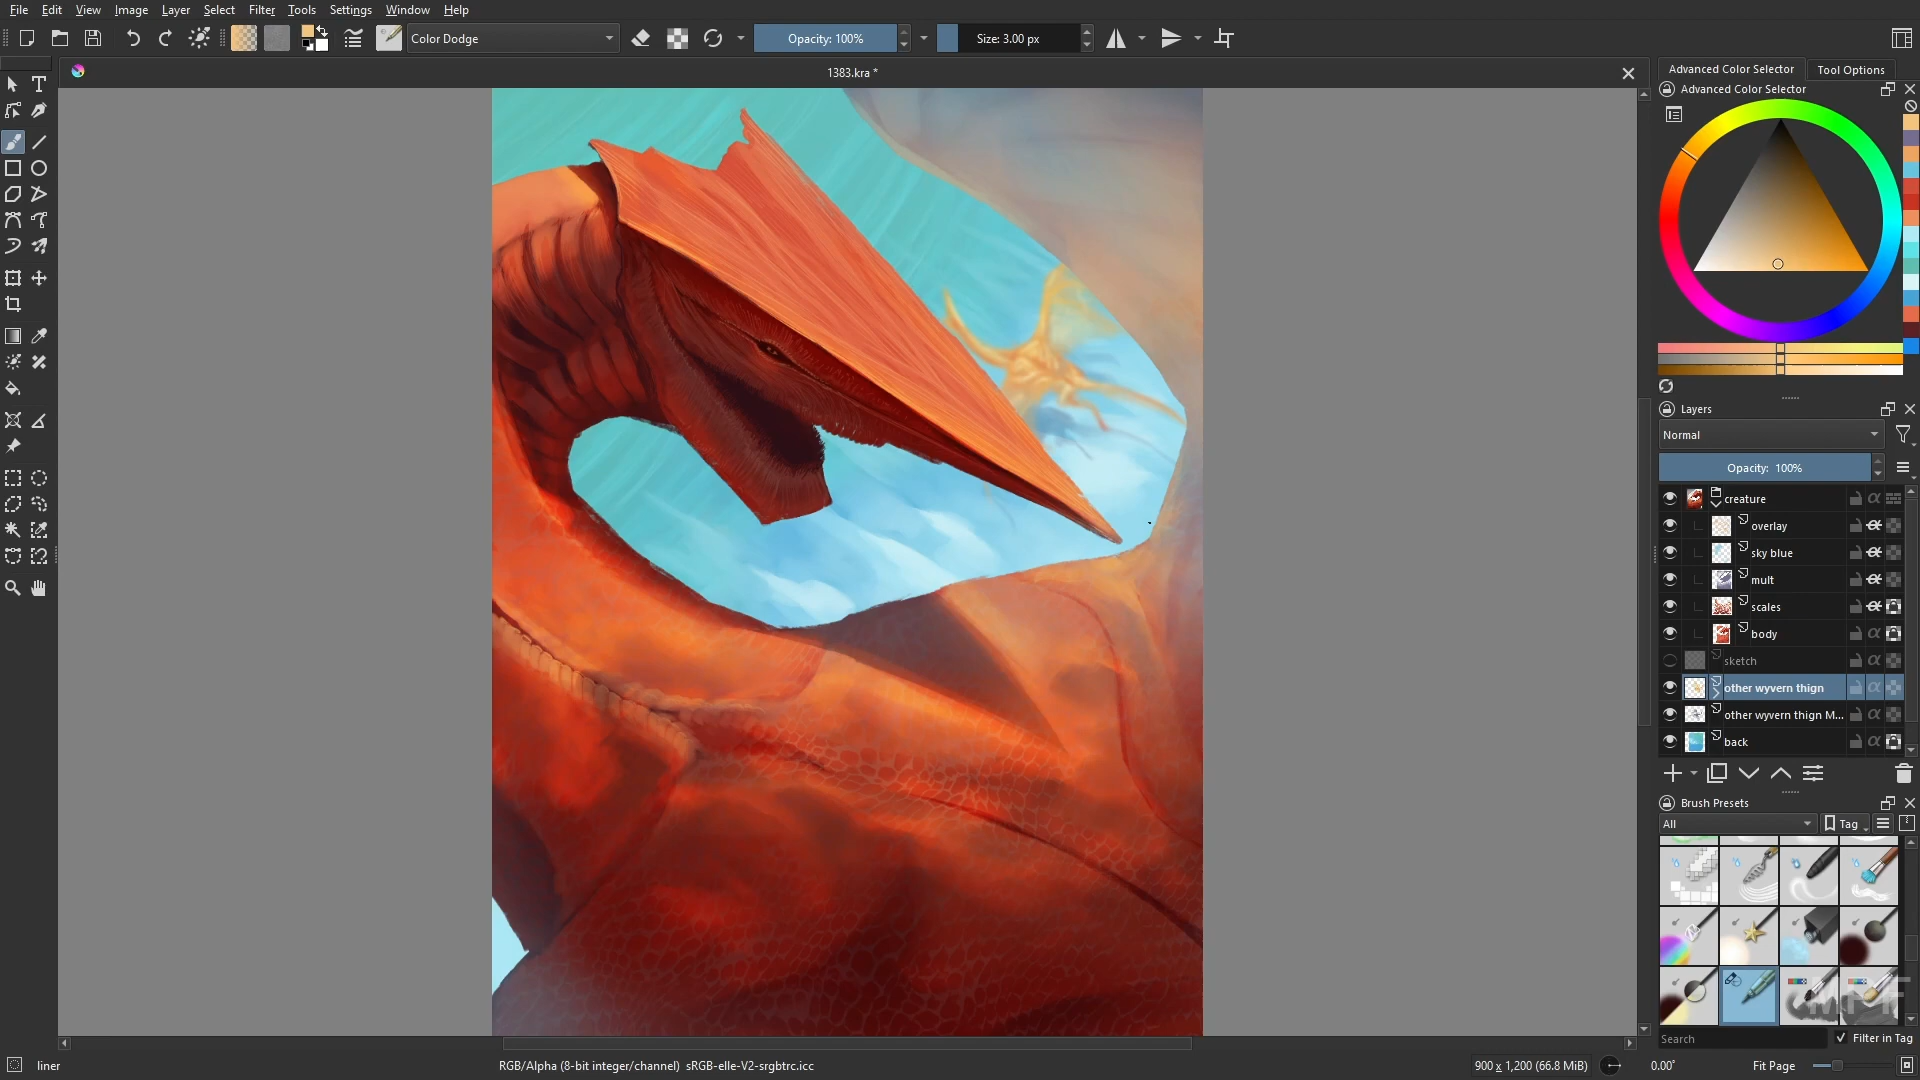 File Edit View Image Layer Select Filter Tools Settings Window Help
Color Dodge
Opacity: 100%
Size: 3.00 px
1383.kra *
Advanced Color Selector
Tool Options
Advanced Color Selector
Layers
Normal
Opacity: 100%
creature
overlay
sky blue
mult
scales
body
sketch
other wyvern thign
other wyvern thign M...
back
Brush Presets
All
Tag
Search
Filter in Tag
liner
RGB/Alpha (8-bit integer/channel) sRGB-elle-V2-srgbtrc.icc
900 x 1,200 (66.8 MiB)
0.00°
Fit Page